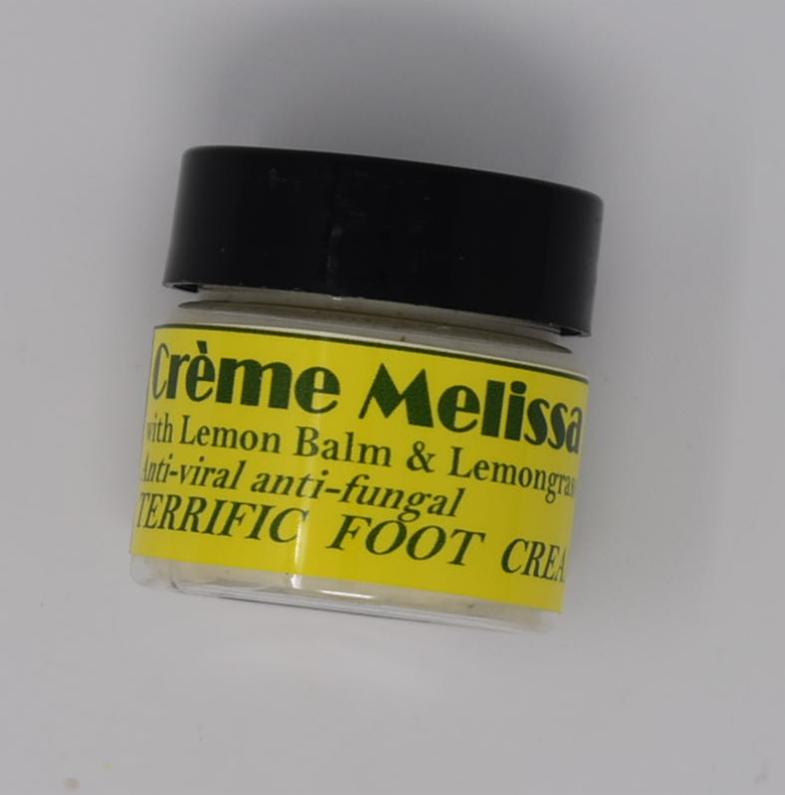 Crème Melissa
with Lemon Balm & Lemongras
Anti-viral anti-fungal
TERRIFIC FOOT CREA